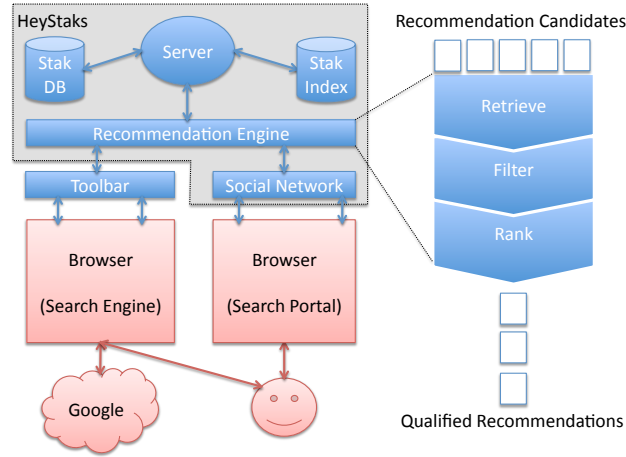 HeyStaks
Server
Stak
DB
Stak
Index
Recommendation Engine
Toolbar
Social Network
Browser
(Search Engine)
Browser
(Search Portal)
Google
Recommendation Candidates
Retrieve
Filter
Rank
Qualified Recommendations